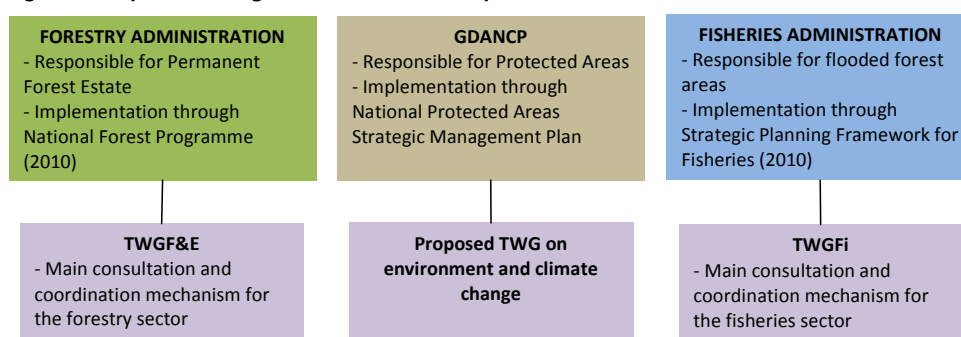 FORESTRY ADMINISTRATION
- Responsible for Permanent
Forest Estate
- Implementation through
National Forest Programme
(2010)
GDANCP
- Responsible for Protected Areas
- Implementation through
National Protected Areas
Strategic Management Plan
FISHERIES ADMINISTRATION
- Responsible for flooded forest
areas
- Implementation through
Strategic Planning Framework for
Fisheries (2010)
TWGF&E
- Main consultation and
coordination mechanism for
the forestry sector
Proposed TWG on
environment and climate
change
TWGFi
- Main consultation and
coordination mechanism for
the fisheries sector